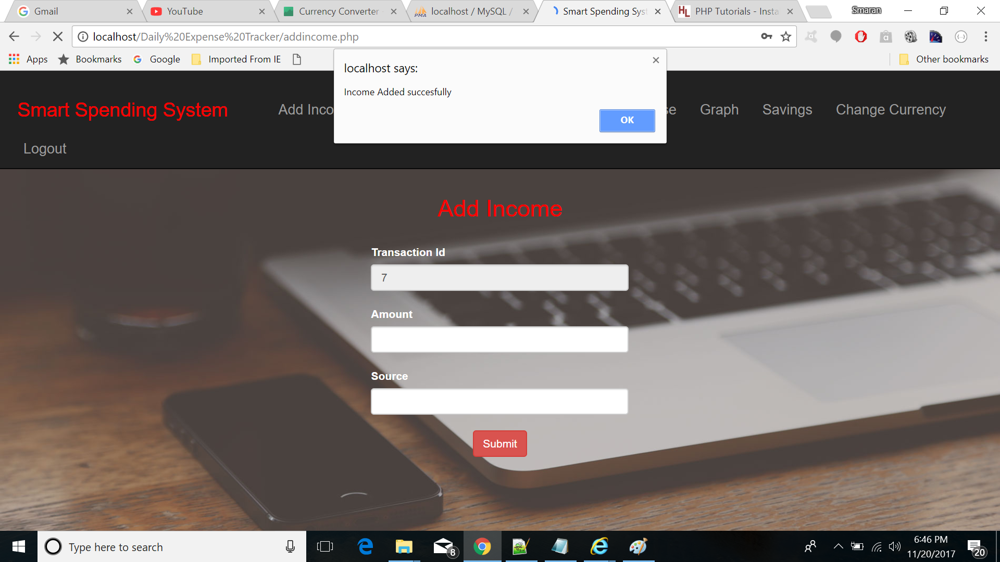 Gmail
YouTube
Currency Converter
localhost / MySQL /
Smart Spending Syst
PHP Tutorials - Insta
Smaran
localhost/Daily%20Expense%20Tracker/addincome.php
Apps
Bookmarks
Google
Imported From IE
Other bookmarks
localhost says:
Income Added succesfully
OK
Smart Spending System
Add Inco
se
Graph
Savings
Change Currency
Logout
Add Income
Transaction Id
7
Amount
Source
Submit
Type here to search
8
6:46 PM
11/20/2017
20